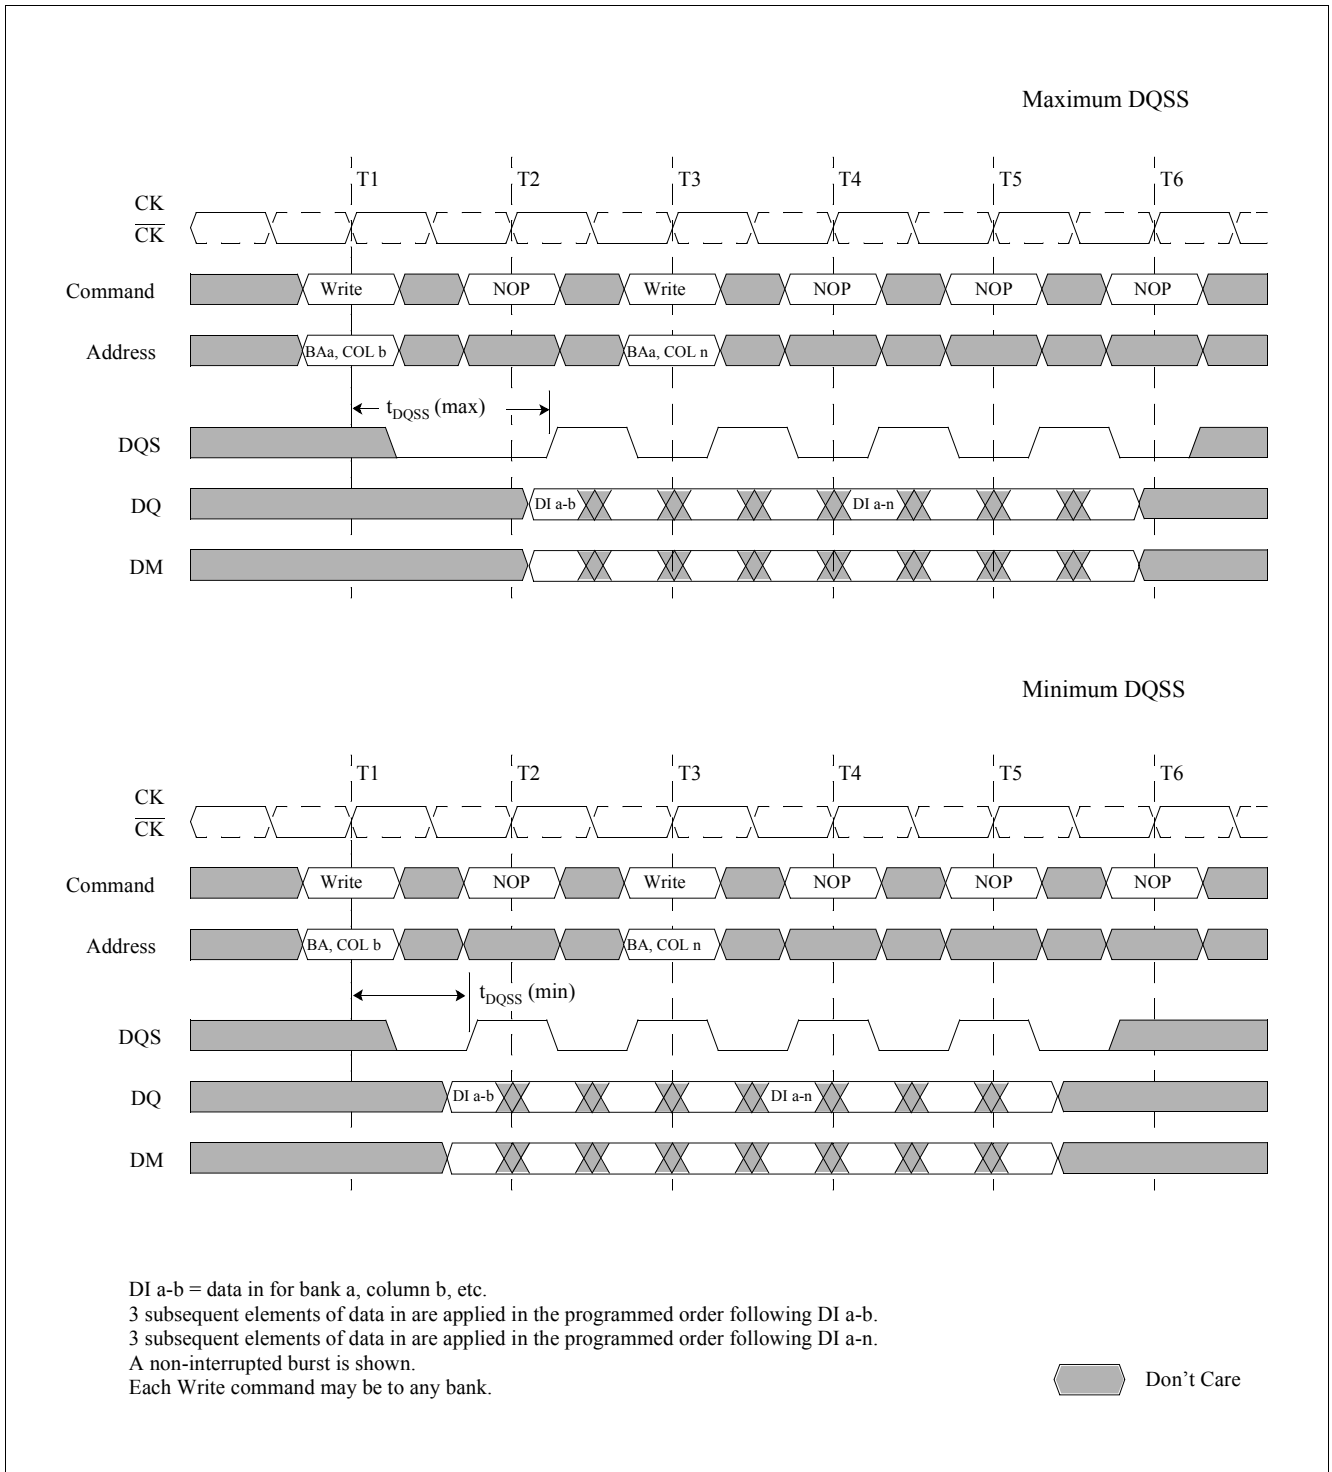 Maximum DQSS
T1 T2 T3 T4 T5 T6
CK
CK
Command Write NOP Write NOP NOP NOP
Address BAa, COL b BAa, COL n
tDQSS (max)
DQS
DQ DI a-b DI a-n
DM
Minimum DQSS
T1 T2 T3 T4 T5 T6
CK
CK
Command Write NOP Write NOP NOP NOP
Address BA, COL b BA, COL n
tDQSS (min)
DQS
DQ DI a-b DI a-n
DM
DI a-b = data in for bank a, column b, etc.
3 subsequent elements of data in are applied in the programmed order following DI a-b.
3 subsequent elements of data in are applied in the programmed order following DI a-n.
A non-interrupted burst is shown.
Each Write command may be to any bank.
Don't Care